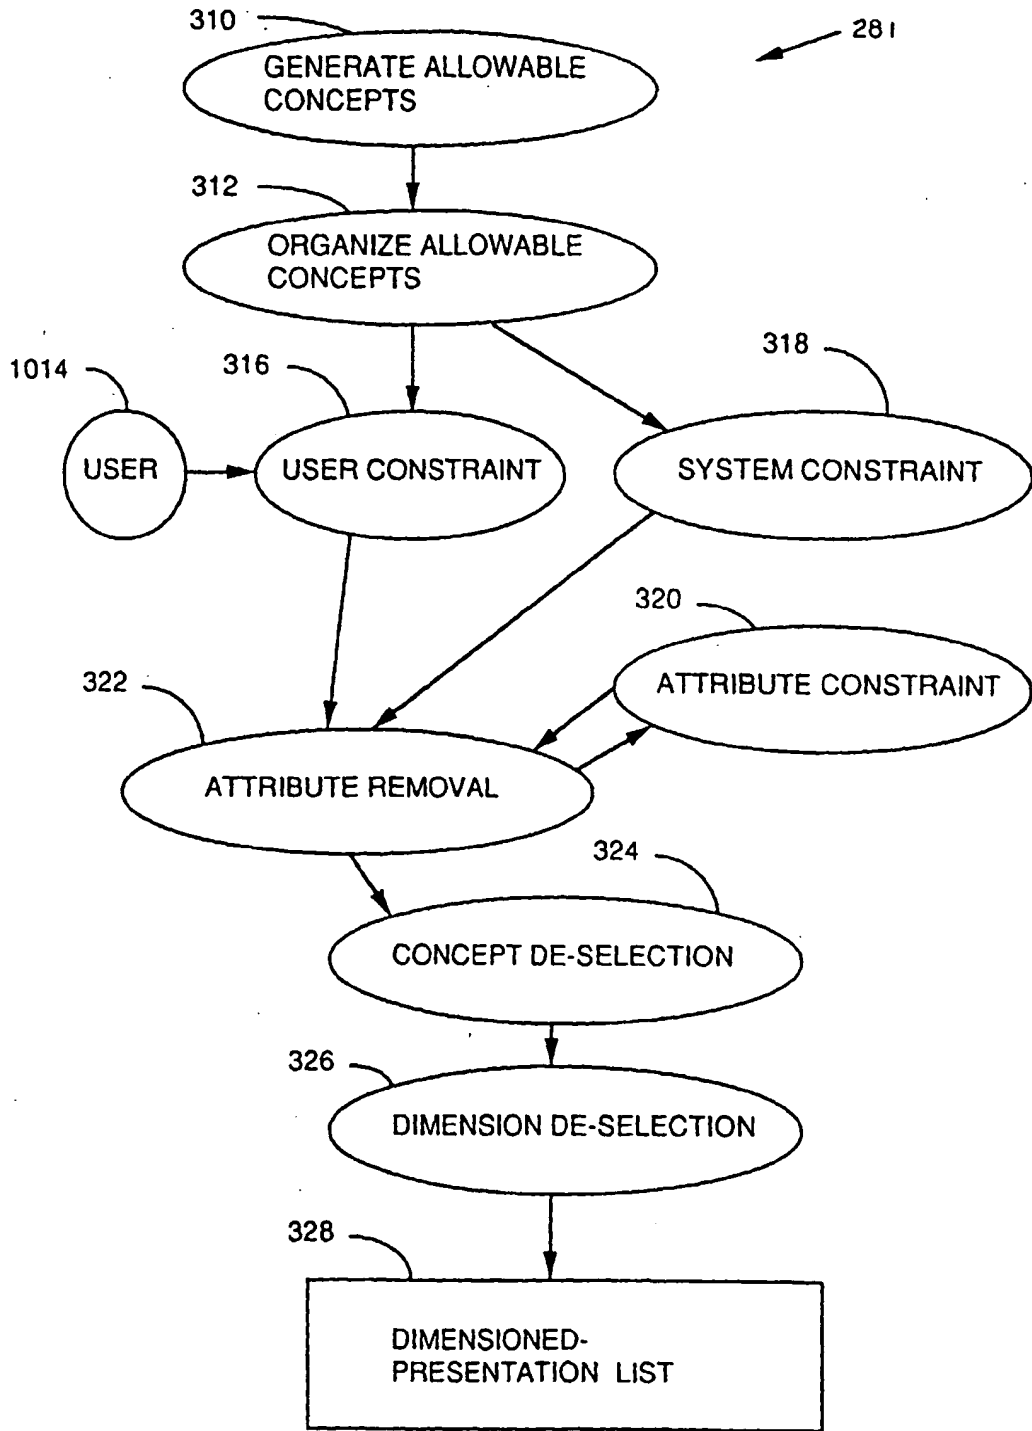 310
281
GENERATE ALLOWABLE
CONCEPTS
312
ORGANIZE ALLOWABLE
CONCEPTS
1014
316
318
USER
USER CONSTRAINT
SYSTEM CONSTRAINT
320
322
ATTRIBUTE CONSTRAINT
ATTRIBUTE REMOVAL
324
CONCEPT DE-SELECTION
326
DIMENSION DE-SELECTION
328
DIMENSIONED-
PRESENTATION LIST